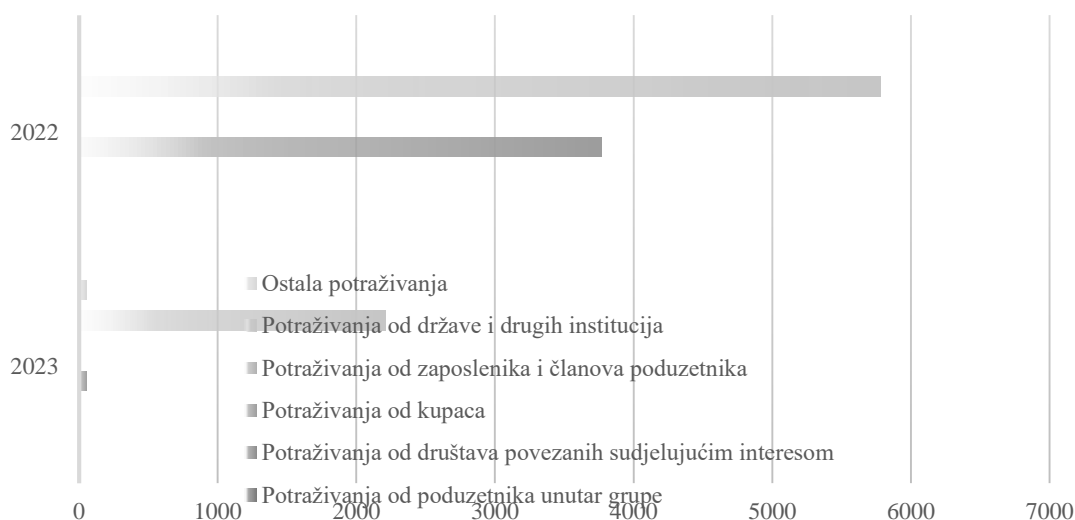 2022
Ostala potraživanja
Potraživanja od države i drugih institucija
2023
Potraživanja od zaposlenika i članova poduzetnika
Potraživanja od kupaca
Potraživanja od društava povezanih sudjelujućim interesom
Potraživanja od poduzetnika unutar grupe
0 1000 2000 3000 4000 5000 6000 7000